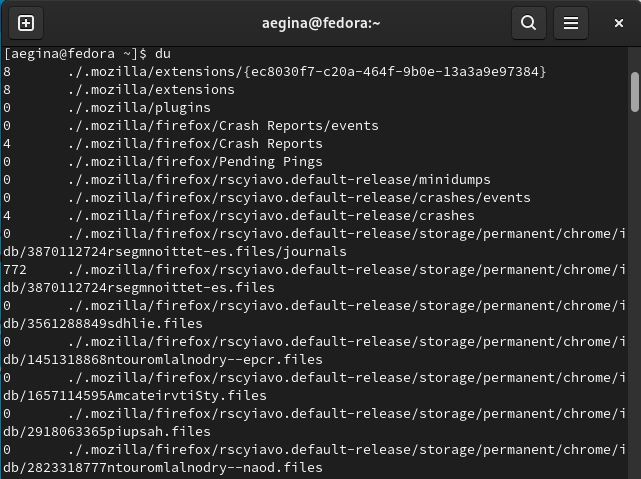 aegina@fedora:~
[aegina@fedora ~]$ du
8 ./.mozilla/extensions/{ec8030f7-c20a-464f-9b0e-13a3a9e97384}
8 ./.mozilla/extensions
0 ./.mozilla/plugins
0 ./.mozilla/firefox/Crash Reports/events
4 ./.mozilla/firefox/Crash Reports
0 ./.mozilla/firefox/Pending Pings
0 ./.mozilla/firefox/rscyiavo.default-release/minidumps
0 ./.mozilla/firefox/rscyiavo.default-release/crashes/events
4 ./.mozilla/firefox/rscyiavo.default-release/crashes
0 ./.mozilla/firefox/rscyiavo.default-release/storage/permanent/chrome/i
db/3870112724rsegmnoittet-es.files/journals
772 ./.mozilla/firefox/rscyiavo.default-release/storage/permanent/chrome/i
db/3870112724rsegmnoittet-es.files
0 ./.mozilla/firefox/rscyiavo.default-release/storage/permanent/chrome/i
db/3561288849sdhlie.files
0 ./.mozilla/firefox/rscyiavo.default-release/storage/permanent/chrome/i
db/1451318868ntouromlalnodry--epcr.files
0 ./.mozilla/firefox/rscyiavo.default-release/storage/permanent/chrome/i
db/1657114595AmcateirvtiSty.files
0 ./.mozilla/firefox/rscyiavo.default-release/storage/permanent/chrome/i
db/2918063365piupsah.files
0 ./.mozilla/firefox/rscyiavo.default-release/storage/permanent/chrome/i
db/2823318777ntouromlalnodry--naod.files